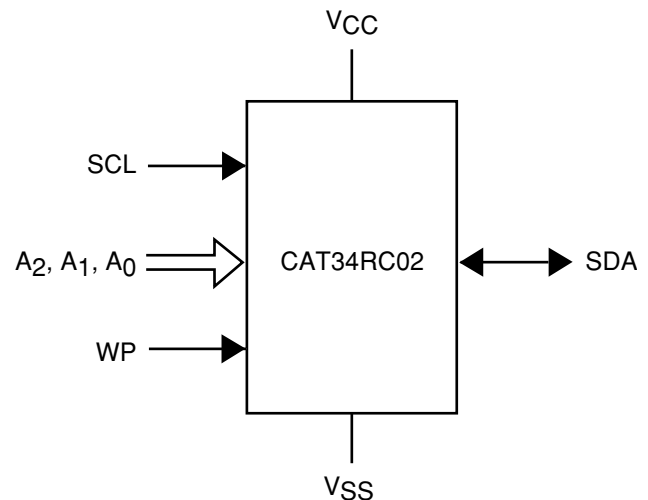 VCC
SCL
A2, A1, A0
CAT34RC02
SDA
WP
VSS